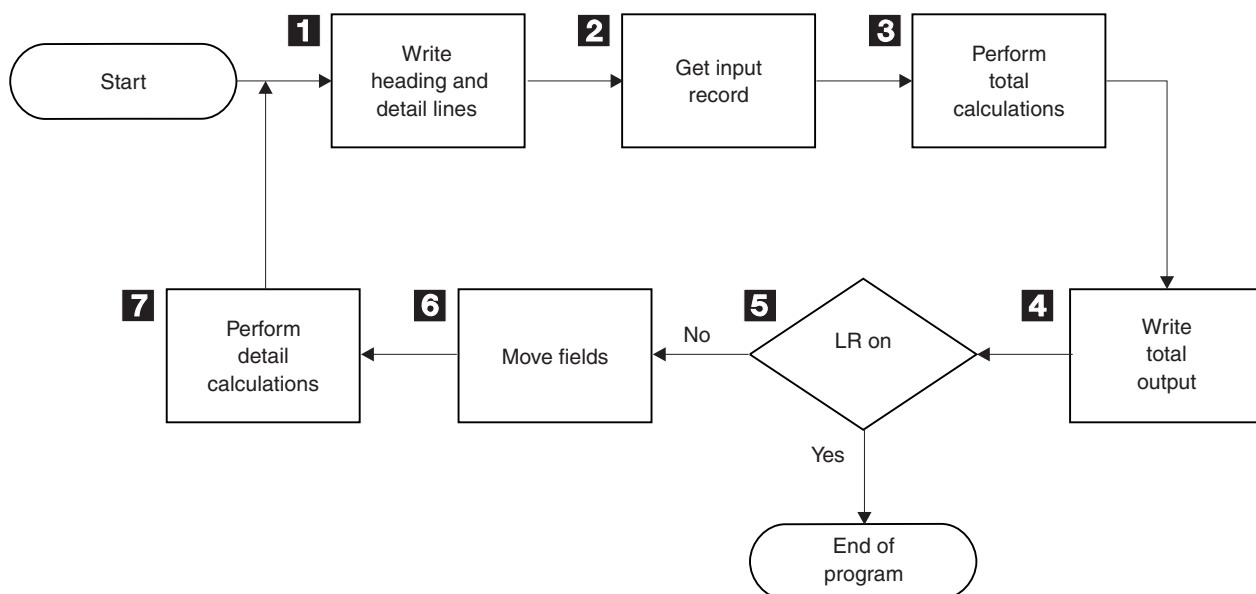 Start
1
Write
heading and
detail lines
2
Get input
record
3
Perform
total
calculations
4
Write
total
output
5
LR on
No
Yes
6
Move fields
7
Perform
detail
calculations
End of
program